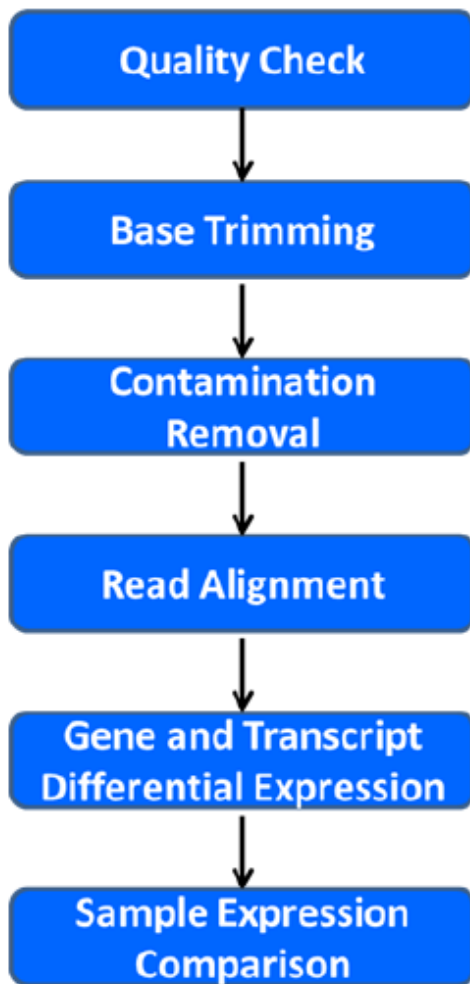 Quality Check
Base Trimming
Contamination
Removal
Read Alignment
Gene and Transcript
Differential Expression
Sample Expression
Comparison